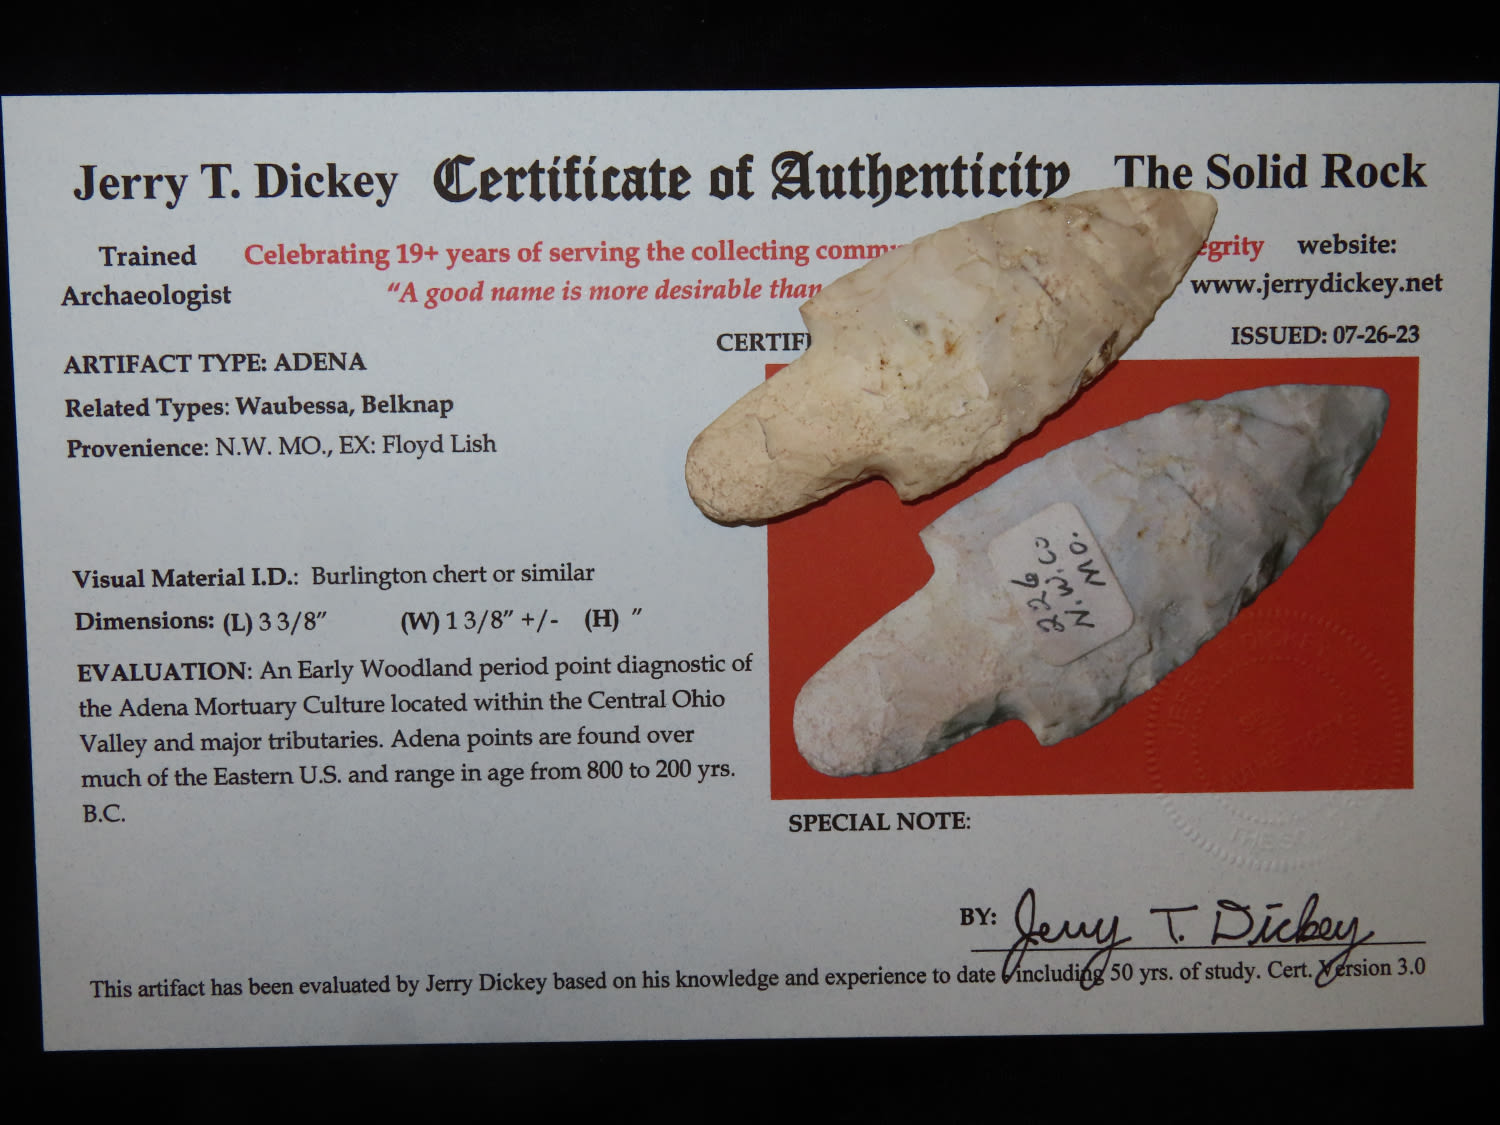 Jerry T. Dickey Certificate of Authenticity The Solid Rock
Trained Archaeologist
Celebrating 19+ years of serving the collecting
egrity
"A good name is more desirable than
website:
www.jerrydickey.net
ISSUED: 07-26-23
ARTIFACT TYPE: ADENA
Related Types: Waubessa, Belknap
Provenience: N.W. MO., EX: Floyd Lish
Visual Material I.D.: Burlington chert or similar
Dimensions: (L) 3 3/8" (W) 1 3/8" +/- (H) "
EVALUATION: An Early Woodland period point diagnostic of
the Adena Mortuary Culture located within the Central Ohio
Valley and major tributaries. Adena points are found over
much of the Eastern U.S. and range in age from 800 to 200 yrs.
B.C.
226
N.W. CO
MO.
SPECIAL NOTE:
BY: Jerry T. Dickey
This artifact has been evaluated by Jerry Dickey based on his knowledge and experience to date including 50 yrs. of study. Cert. Version 3.0